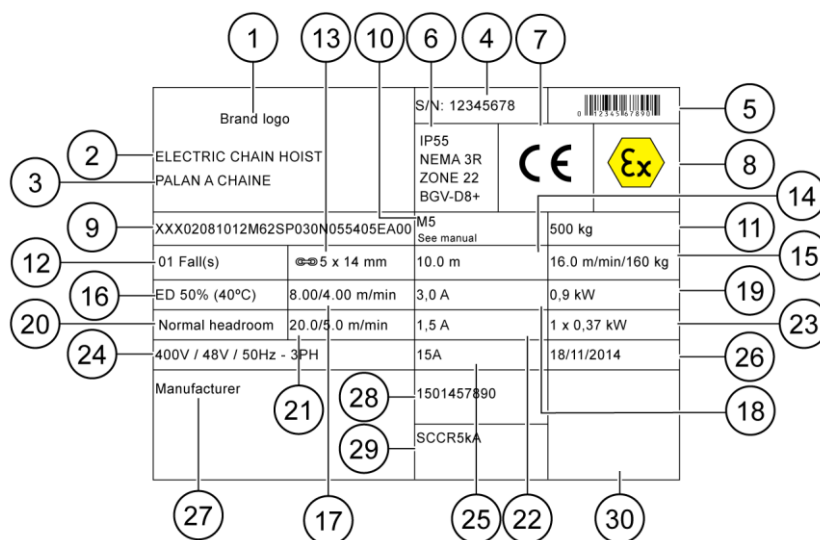 1
13
10
6
4
7
S/N: 12345678
0 12345 67890
5
Brand logo
2
ELECTRIC CHAIN HOIST
IP55
NEMA 3R
ZONE 22
BGV-D8+
CE
Ex
8
3
PALAN A CHAINE
14
9
XXX02081012M62SP030N055405EA00
M5
See manual
500 kg
11
12
01 Fall(s)
5 x 14 mm
10.0 m
16.0 m/min/160 kg
15
16
ED 50% (40ºC)
8.00/4.00 m/min
3,0 A
0,9 kW
19
20
Normal headroom
20.0/5.0 m/min
1,5 A
1 x 0,37 kW
23
24
400V / 48V / 50Hz - 3PH
15A
18/11/2014
26
Manufacturer
21
28
1501457890
18
29
SCCR5kA
27
17
25
22
30